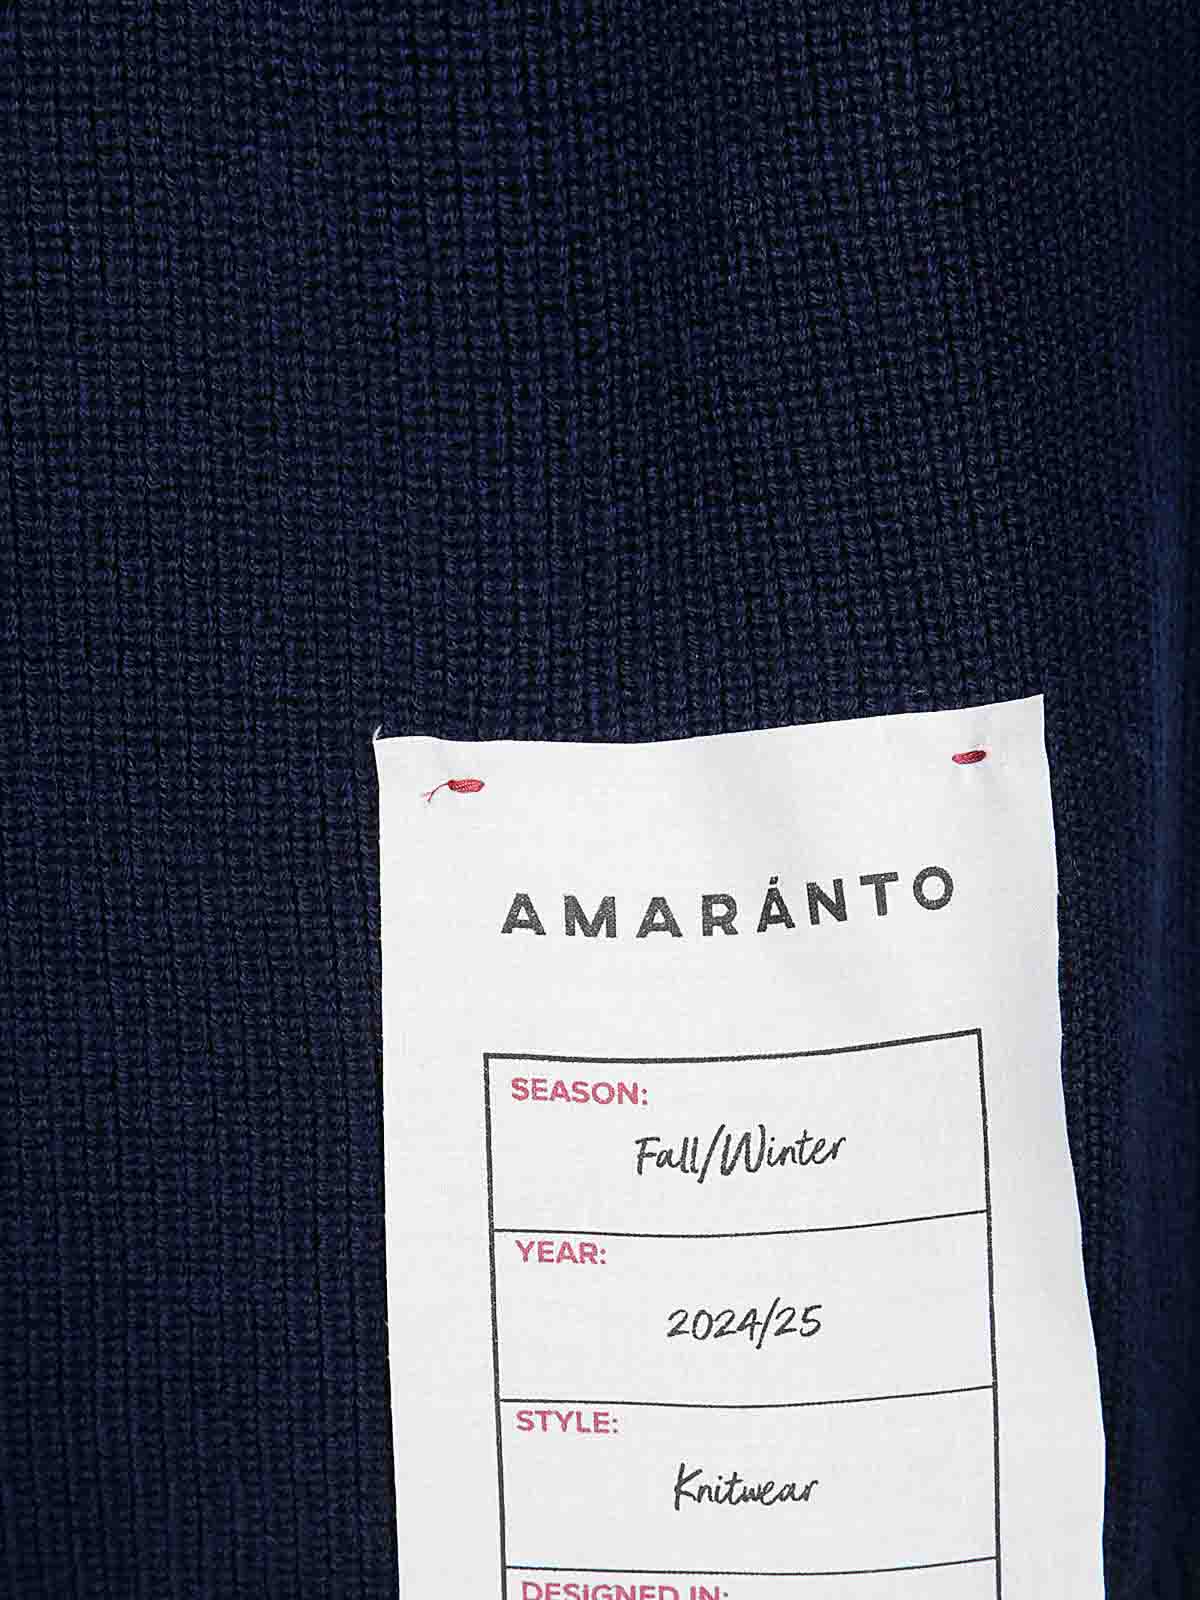 AMARÁNTO
SEASON:
Fall/Winter
YEAR:
2024/25
STYLE:
Knitwear
DESIGNED IN: